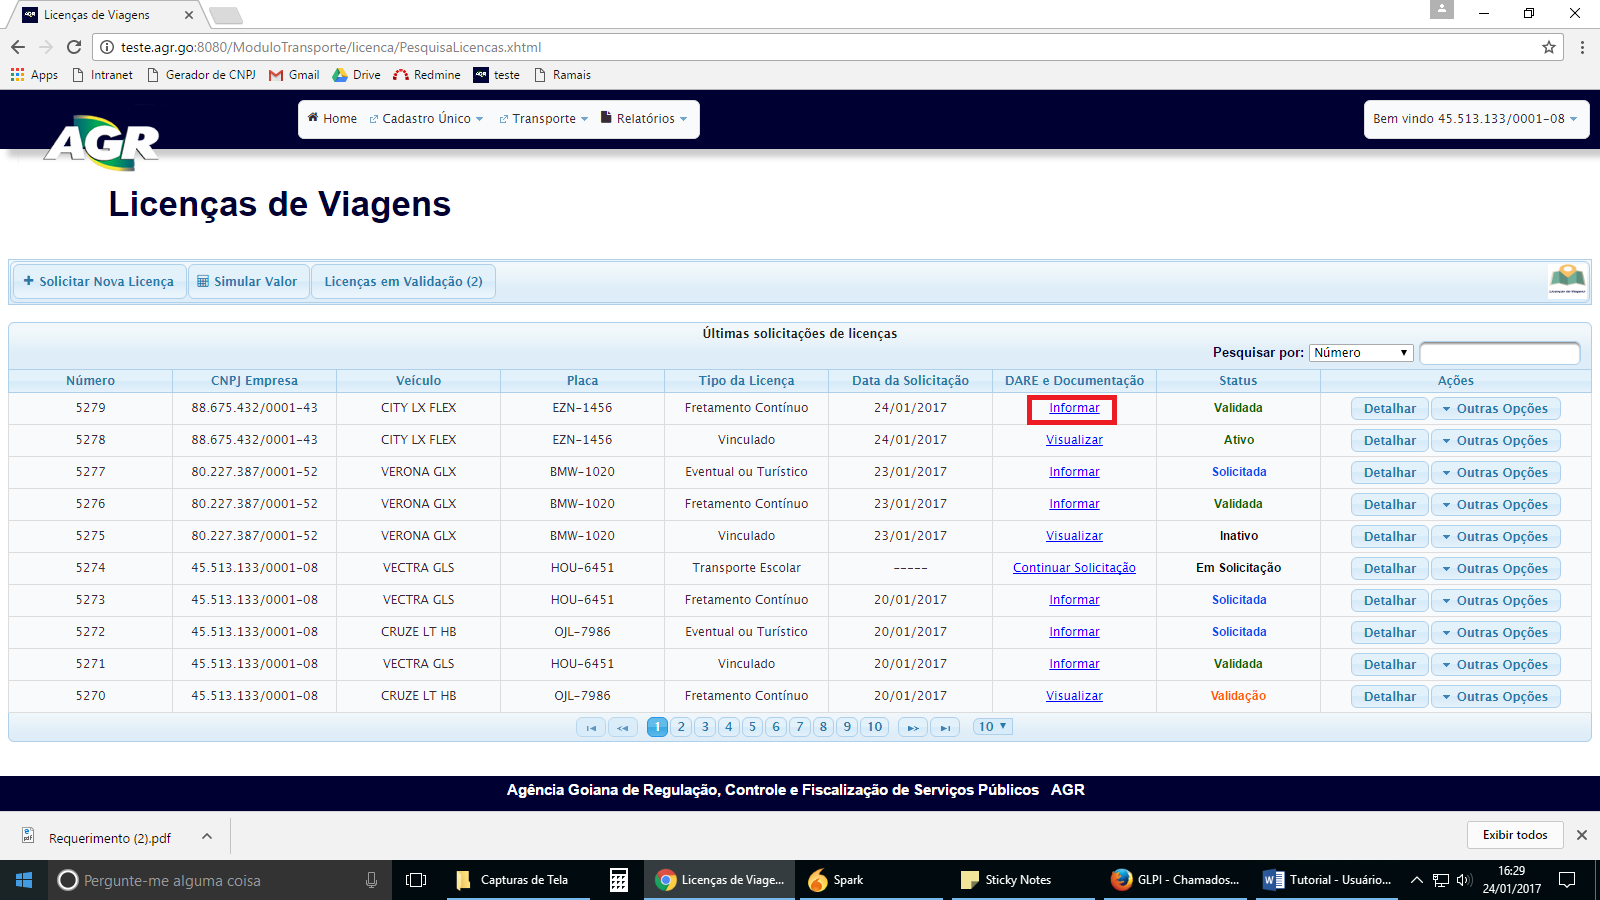 Licenças de Viagens
teste.agr.go:8080/ModuloTransporte/licenca/PesquisaLicencas.xhtml
Apps Intranet Gerador de CNPJ Gmail Drive Redmine teste Ramais
AGR
Home Cadastro Único Transporte Relatórios
Bem vindo 45.513.133/0001-08
Licenças de Viagens
Solicitar Nova Licença Simular Valor Licenças em Validação (2)
Últimas solicitações de licenças
Pesquisar por: Número
Número CNPJ Empresa Veículo Placa Tipo da Licença Data da Solicitação DARE e Documentação Status Ações
5279 88.675.432/0001-43 CITY LX FLEX EZN-1456 Fretamento Contínuo 24/01/2017 Informar Validada Detalhar Outras Opções
5278 88.675.432/0001-43 CITY LX FLEX EZN-1456 Vinculado 24/01/2017 Visualizar Ativo Detalhar Outras Opções
5277 80.227.387/0001-52 VERONA GLX BMW-1020 Eventual ou Turístico 23/01/2017 Informar Solicitada Detalhar Outras Opções
5276 80.227.387/0001-52 VERONA GLX BMW-1020 Fretamento Contínuo 23/01/2017 Informar Validada Detalhar Outras Opções
5275 80.227.387/0001-52 VERONA GLX BMW-1020 Vinculado 23/01/2017 Visualizar Inativo Detalhar Outras Opções
5274 45.513.133/0001-08 VECTRA GLS HOU-6451 Transporte Escolar ----- Continuar Solicitação Em Solicitação Detalhar Outras Opções
5273 45.513.133/0001-08 VECTRA GLS HOU-6451 Fretamento Contínuo 20/01/2017 Informar Solicitada Detalhar Outras Opções
5272 45.513.133/0001-08 CRUZE LT HB OJL-7986 Eventual ou Turístico 20/01/2017 Informar Solicitada Detalhar Outras Opções
5271 45.513.133/0001-08 VECTRA GLS HOU-6451 Vinculado 20/01/2017 Informar Validada Detalhar Outras Opções
5270 45.513.133/0001-08 CRUZE LT HB OJL-7986 Fretamento Contínuo 20/01/2017 Visualizar Validação Detalhar Outras Opções
1 2 3 4 5 6 7 8 9 10 10
Agência Goiana de Regulação, Controle e Fiscalização de Serviços Públicos AGR
Requerimento (2).pdf
Exibir todos
Pergunte-me alguma coisa
Capturas de Tela
Licenças de Viage...
Spark
Sticky Notes
GLPI - Chamados...
Tutorial - Usuário...
16:29
24/01/2017